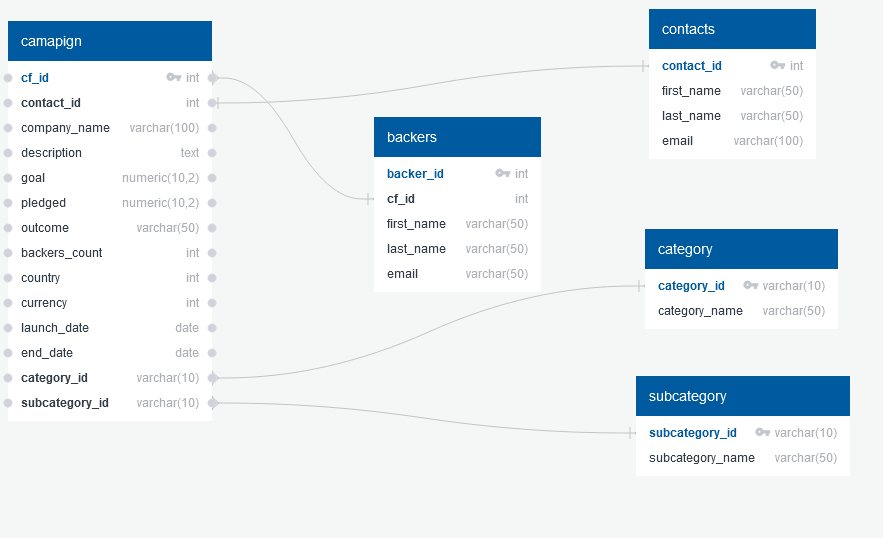 camapign
cf_id int
contact_id int
company_name varchar(100)
description text
goal numeric(10,2)
pledged numeric(10,2)
outcome varchar(50)
backers_count int
country int
currency int
launch_date date
end_date date
category_id varchar(10)
subcategory_id varchar(10)
backers
backer_id int
cf_id int
first_name varchar(50)
last_name varchar(50)
email varchar(50)
contacts
contact_id int
first_name varchar(50)
last_name varchar(50)
email varchar(100)
category
category_id varchar(10)
category_name varchar(50)
subcategory
subcategory_id varchar(10)
subcategory_name varchar(50)